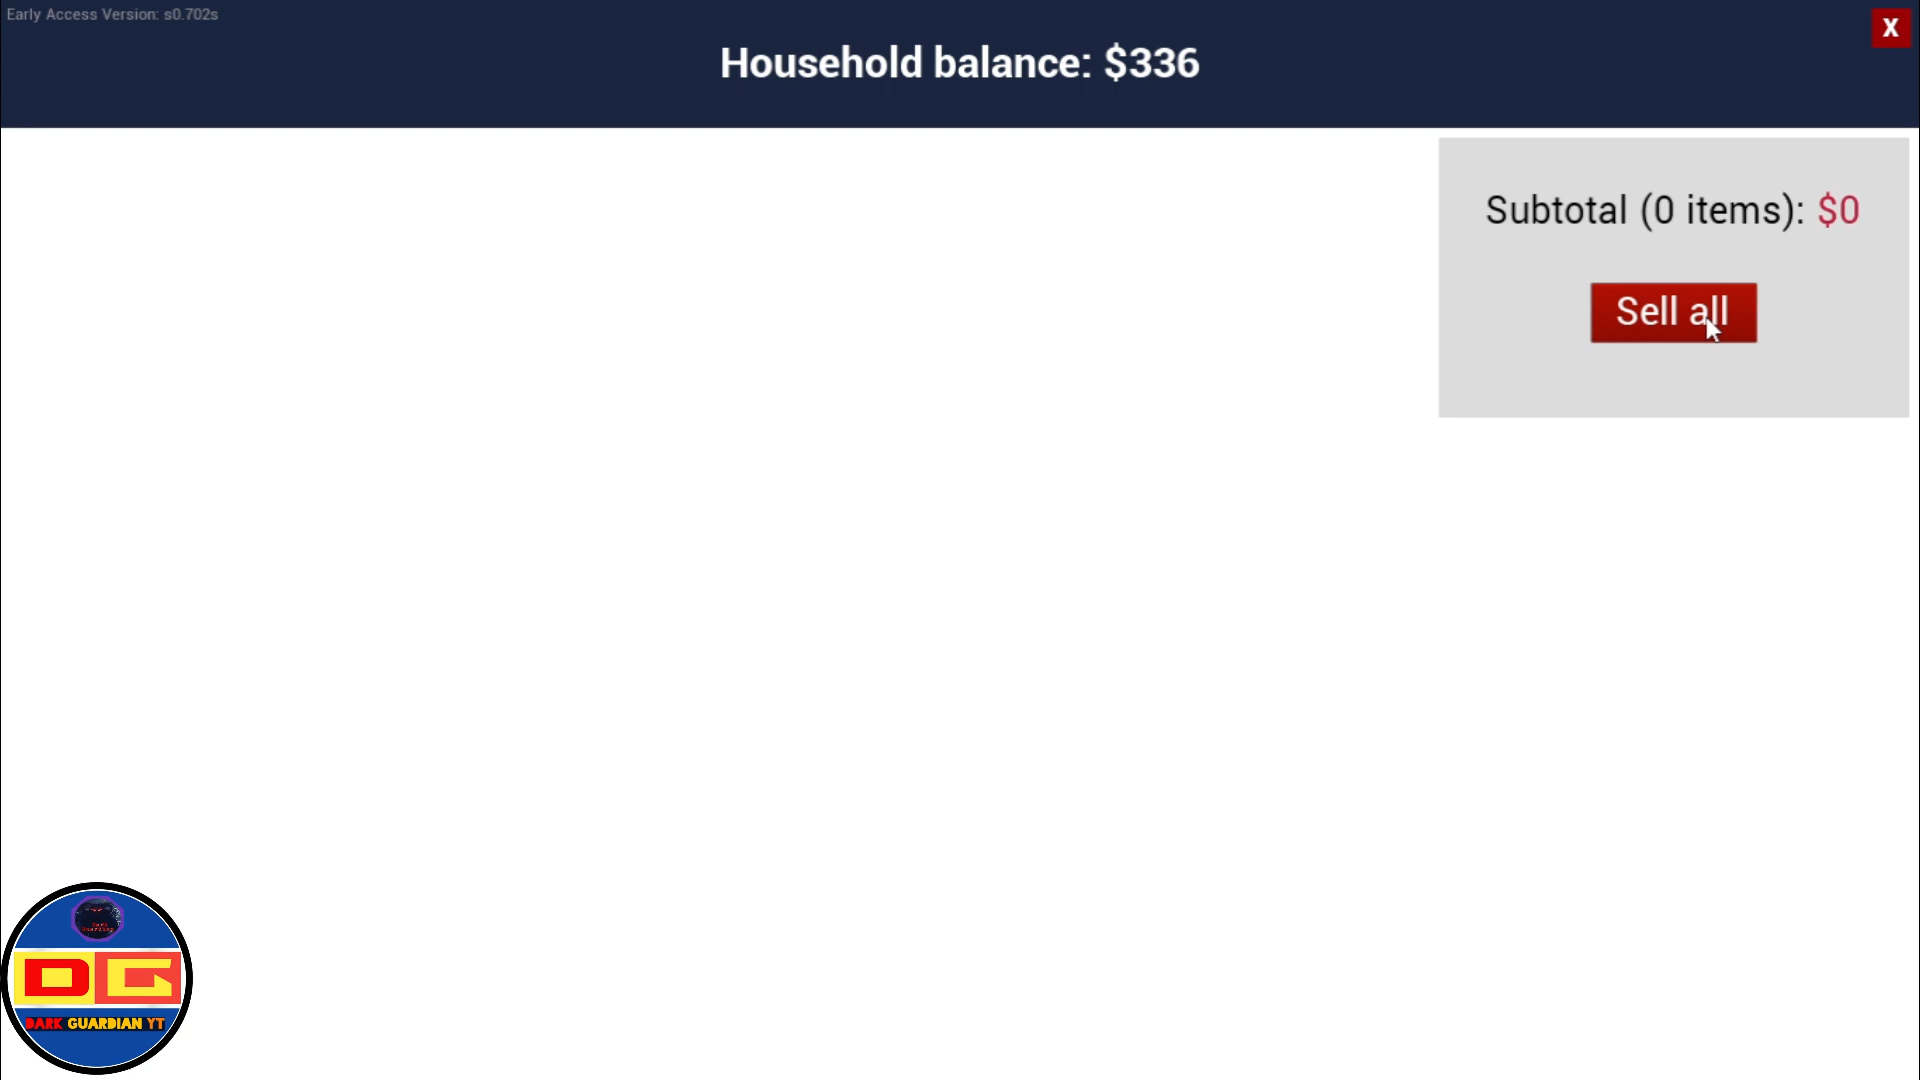 Early Access Version: s0.702s
X
Household balance: $336
Subtotal (0 items): $0
Sell all
DG
DARK GUARDIAN YT